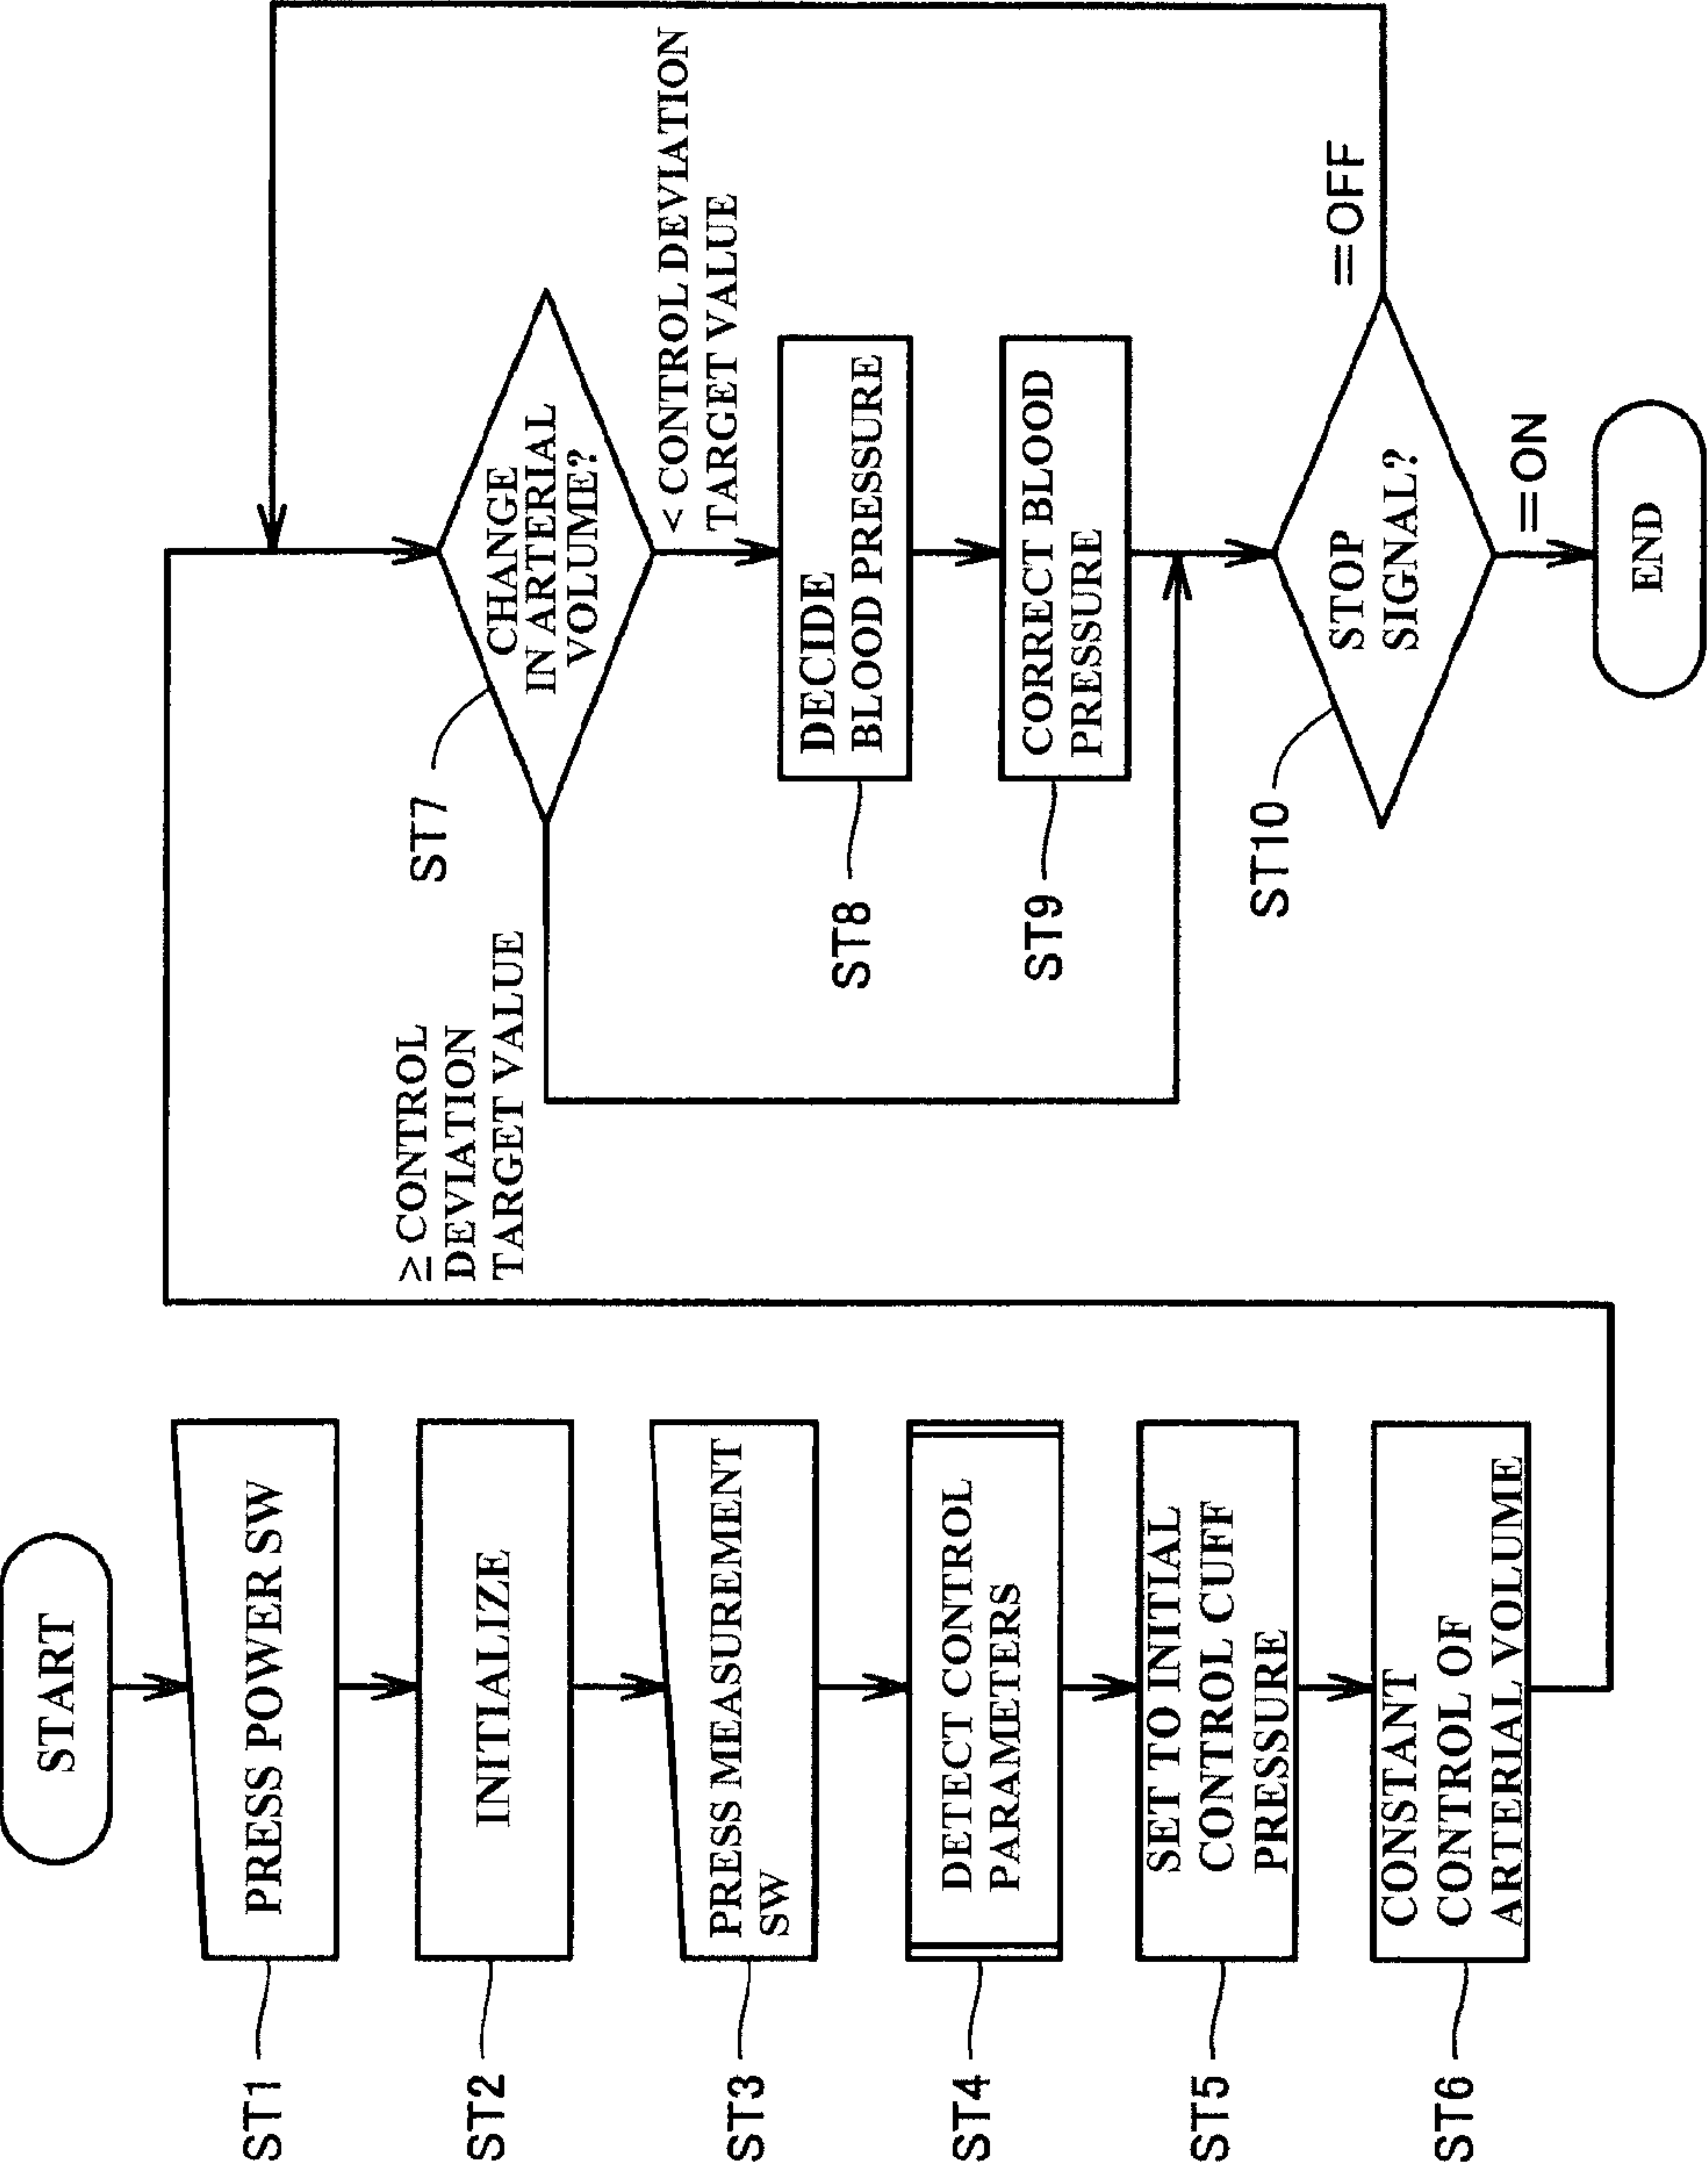 START
ST1
PRESS POWER SW
ST2
INITIALIZE
ST3
PRESS MEASUREMENT
SW
ST4
DETECT CONTROL
PARAMETERS
ST5
SET TO INITIAL
CONTROL CUFF
PRESSURE
ST6
CONSTANT
CONTROL OF
ARTERIAL VOLUME
ST7
CHANGE
IN ARTERIAL
VOLUME?
≥CONTROL
DEVIATION
TARGET VALUE
< CONTROL DEVIATION
TARGET VALUE
ST8
DECIDE
BLOOD PRESSURE
ST9
CORRECT BLOOD
PRESSURE
ST10
STOP
SIGNAL?
=OFF
=ON
END